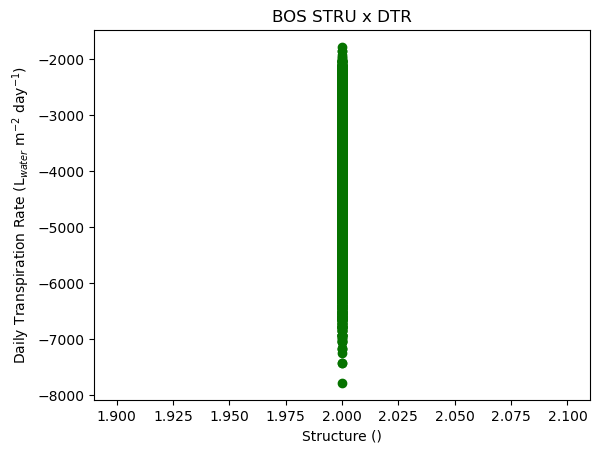 BOS STRU x DTR
Daily Transpiration Rate (L_water m⁻² day⁻¹)
−2000
−3000
−4000
−5000
−6000
−7000
−8000
1.900 1.925 1.950 1.975 2.000 2.025 2.050 2.075 2.100
Structure ()